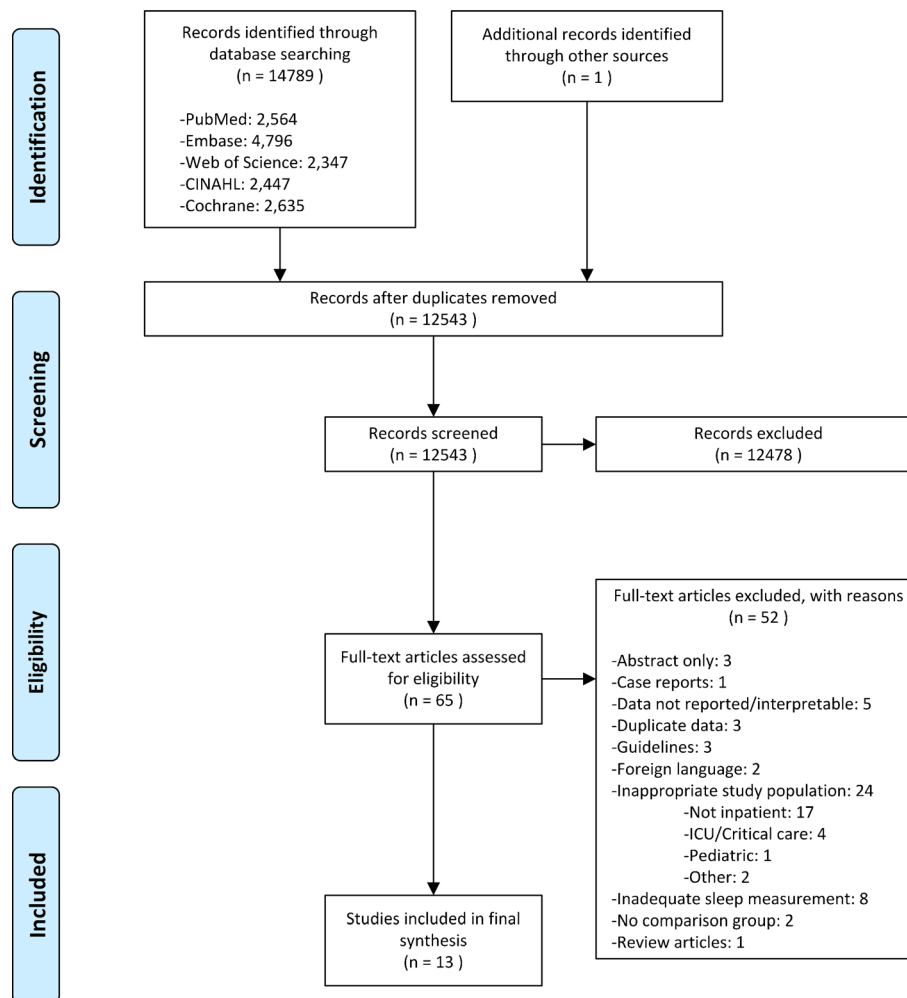 Identification
Records identified through
database searching
(n = 14789 )
-PubMed: 2,564
-Embase: 4,796
-Web of Science: 2,347
-CINAHL: 2,447
-Cochrane: 2,635
Additional records identified
through other sources
(n = 1 )
Records after duplicates removed
(n = 12543 )
Screening
Records screened
(n = 12543 )
Records excluded
(n = 12478 )
Eligibility
Full-text articles assessed
for eligibility
(n = 65 )
Full-text articles excluded, with reasons
(n = 52 )
-Abstract only: 3
-Case reports: 1
-Data not reported/interpretable: 5
-Duplicate data: 3
-Guidelines: 3
-Foreign language: 2
-Inappropriate study population: 24
-Not inpatient: 17
-ICU/Critical care: 4
-Pediatric: 1
-Other: 2
-Inadequate sleep measurement: 8
-No comparison group: 2
-Review articles: 1
Included
Studies included in final
synthesis
(n = 13 )